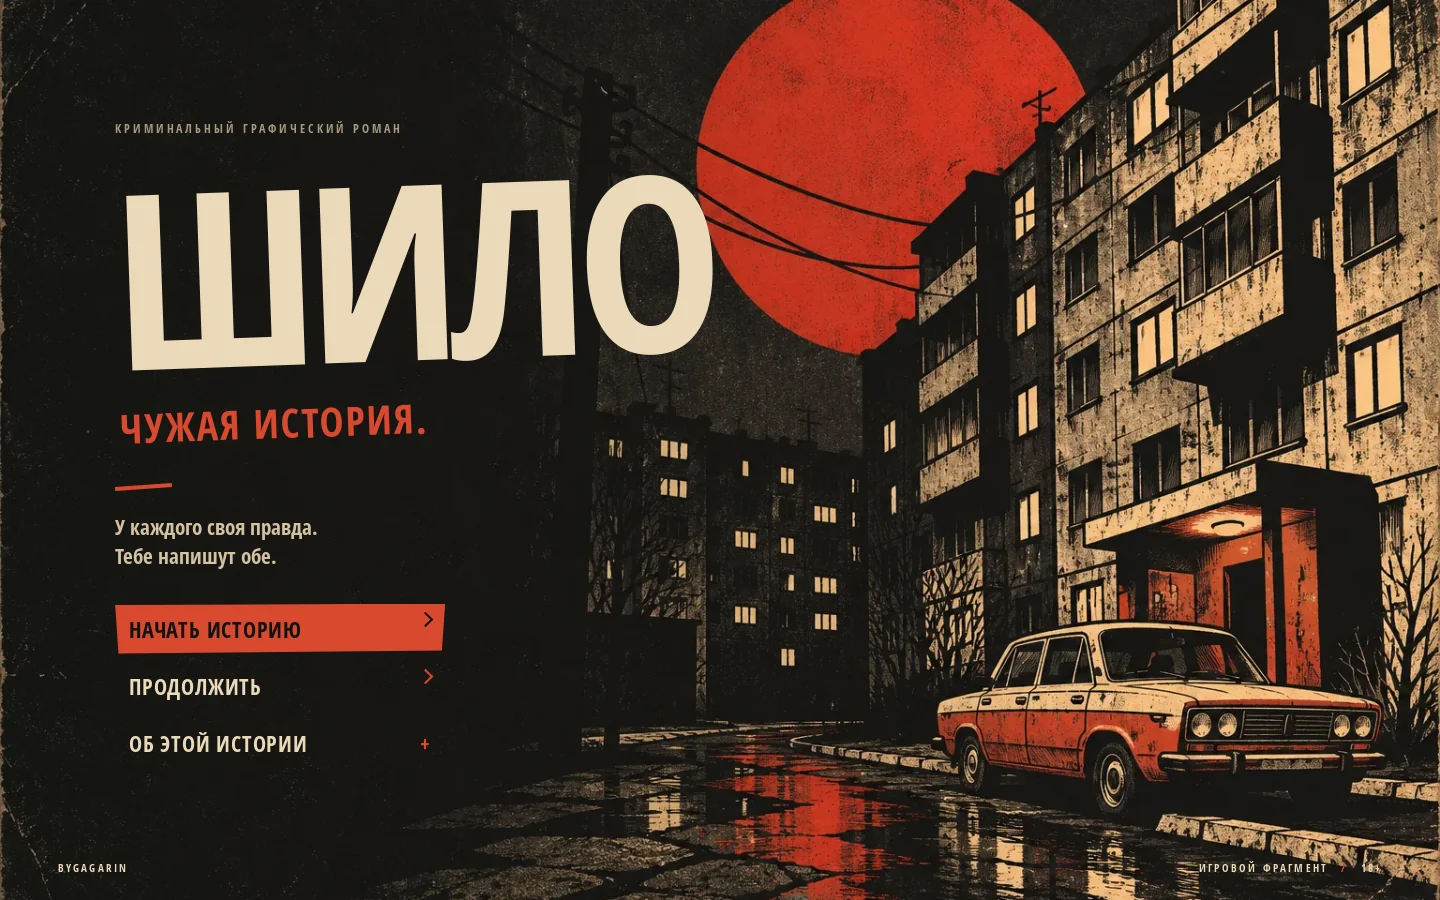 КРИМИНАЛЬНЫЙ ГРАФИЧЕСКИЙ РОМАН
ШИЛО
ЧУЖАЯ ИСТОРИЯ.
У каждого своя правда.
Тебе напишут обе.
НАЧАТЬ ИСТОРИЮ
ПРОДОЛЖИТЬ
ОБ ЭТОЙ ИСТОРИИ +
BYGAGARIN
ИГРОВОЙ ФРАГМЕНТ / 18+